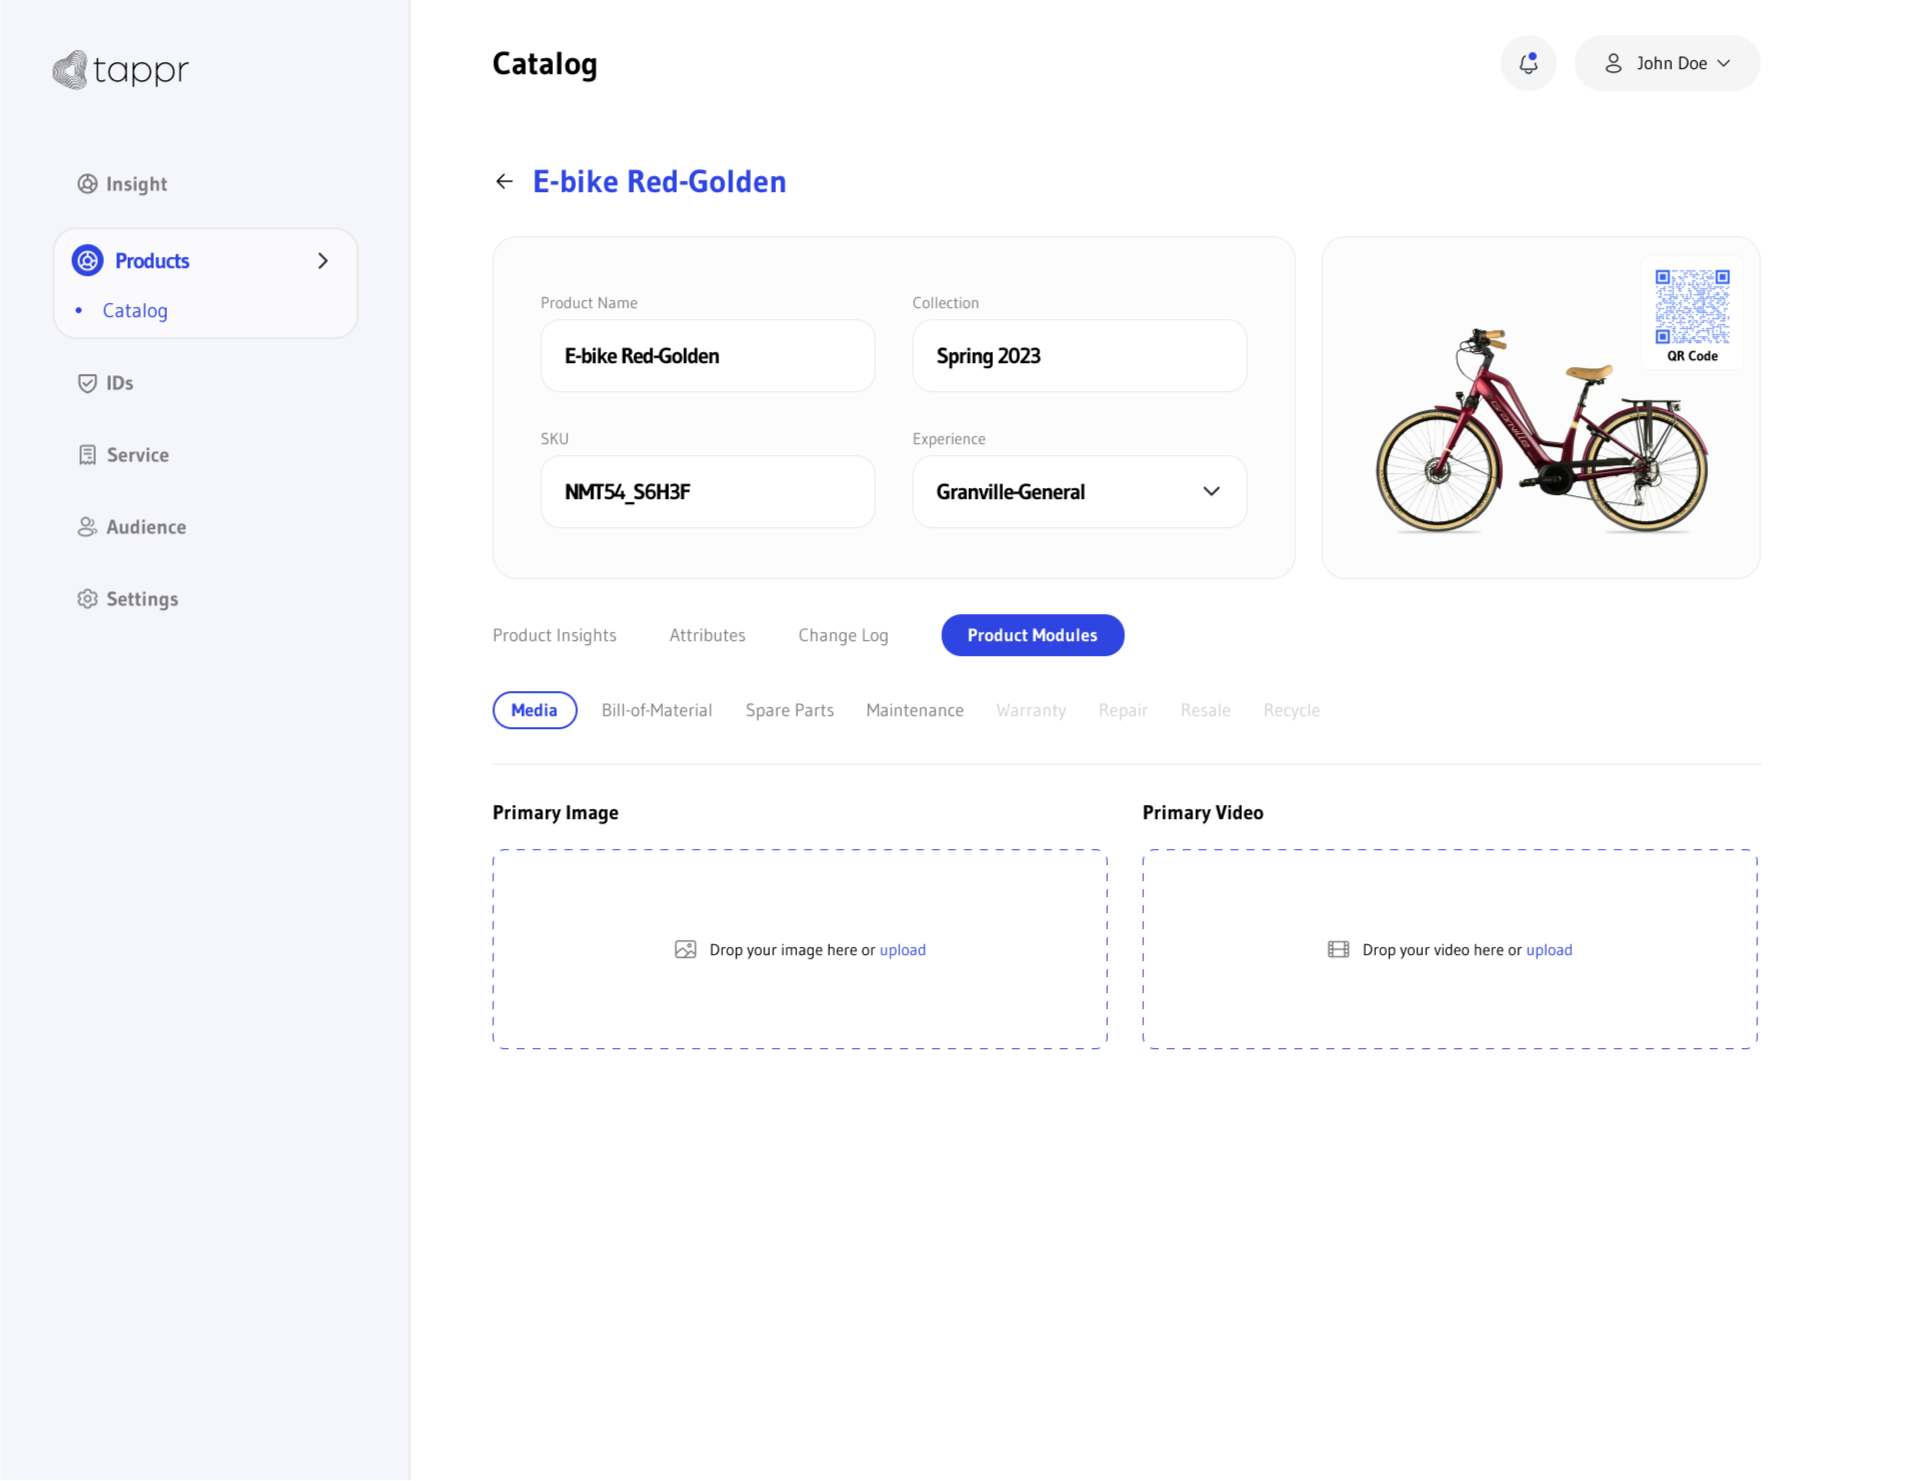 tappr
Catalog
John Doe
Insight
Products
Catalog
IDs
Service
Audience
Settings
E-bike Red-Golden
Product Name
E-bike Red-Golden
Collection
Spring 2023
SKU
NMT54_S6H3F
Experience
Granville-General
QR Code
Granville
Product Insights
Attributes
Change Log
Product Modules
Media
Bill-of-Material
Spare Parts
Maintenance
Warranty
Repair
Resale
Recycle
Primary Image
Drop your image here or upload
Primary Video
Drop your video here or upload